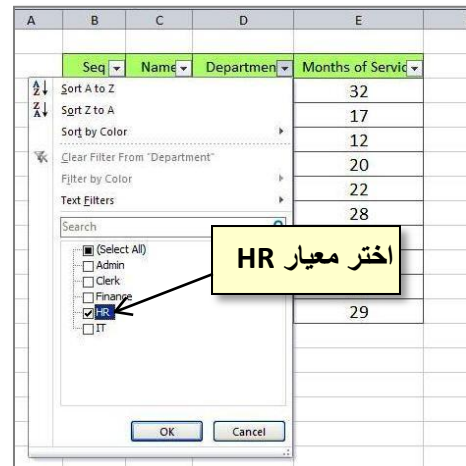 A B C D E
Seq Name Departmen Months of Servic
Sort A to Z
Sort Z to A
Sort by Color
Clear Filter From "Department"
Filter by Color
Text Filters
Search
(Select All)
Admin
Clerk
Finance
HR
IT
OK Cancel
32
17
12
20
22
28
29
اختر معيار HR